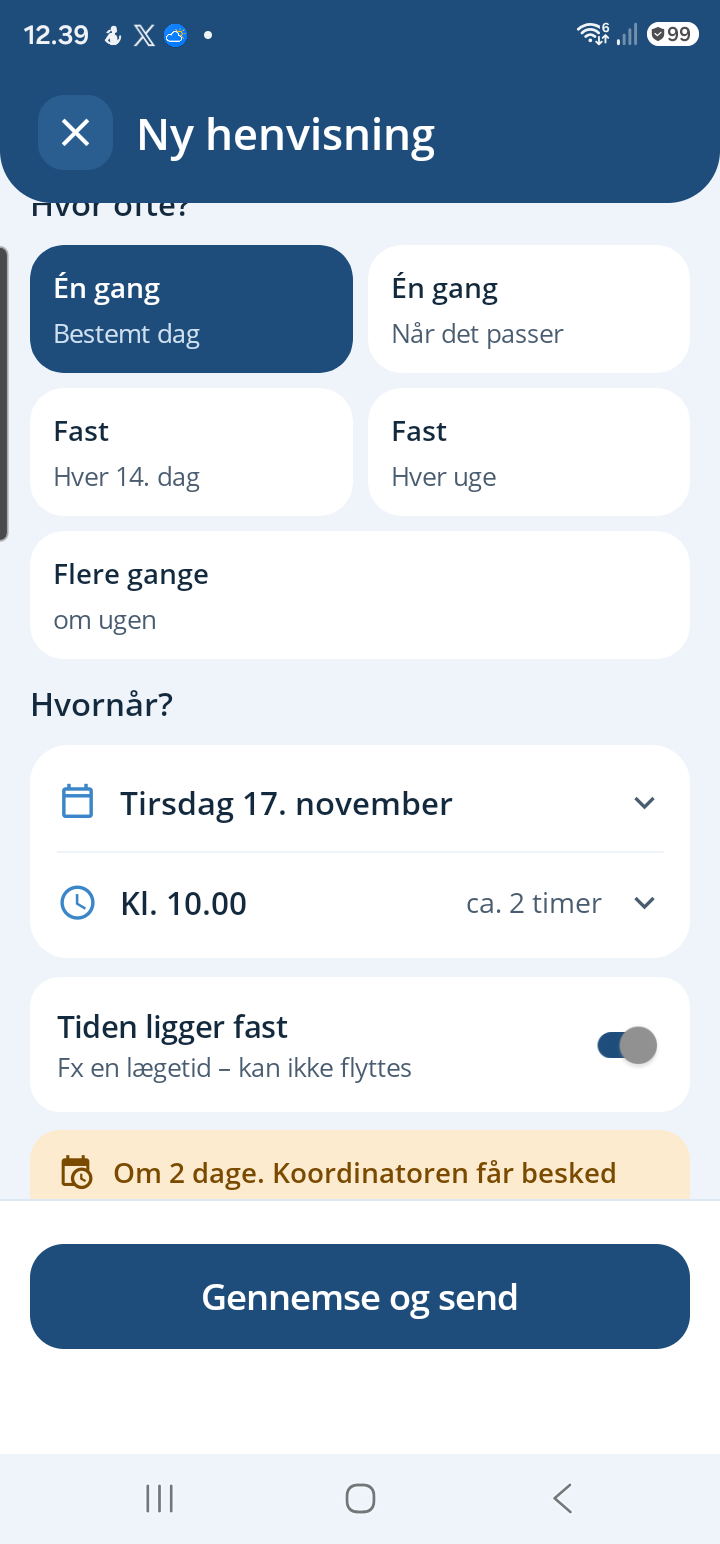 12.39
99
Ny henvisning
Hvor ofte?
Én gang
Bestemt dag
Én gang
Når det passer
Fast
Hver 14. dag
Fast
Hver uge
Flere gange
om ugen
Hvornår?
Tirsdag 17. november
Kl. 10.00 ca. 2 timer
Tiden ligger fast
Fx en lægetid – kan ikke flyttes
Om 2 dage. Koordinatoren får besked
Gennemse og send